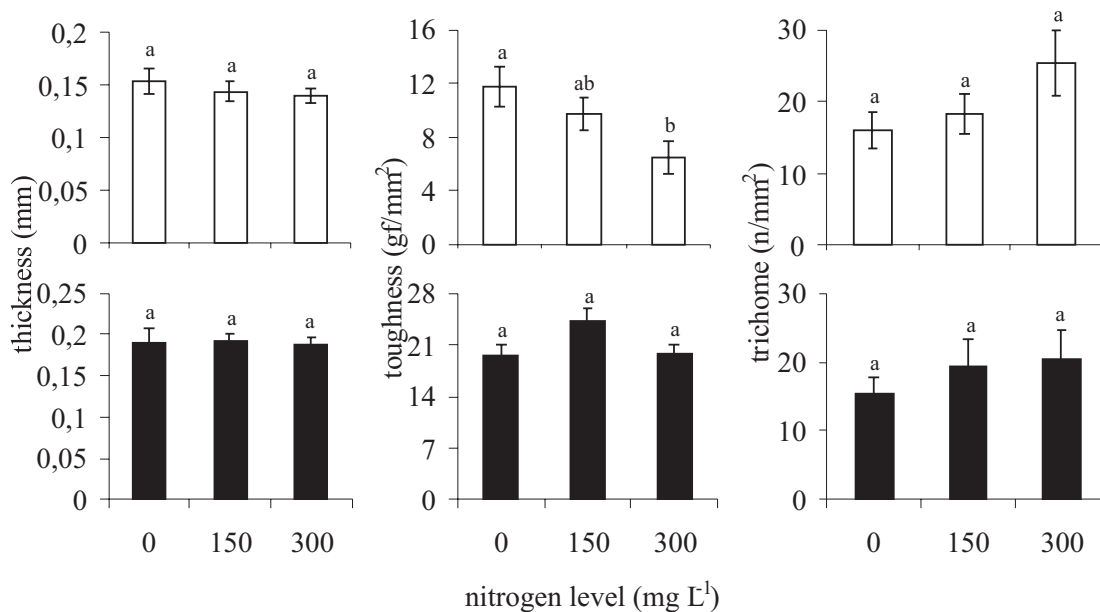 0,2
0,15
0,1
0,05
0
a
a
a
16
12
8
4
0
a
ab
b
30
20
10
0
a
a
a
thickness (mm)
toughness (gf/mm²)
trichome (n/mm²)
0,25
0,2
0,15
0,1
0,05
0
a
a
a
0
150
300
28
21
14
7
0
a
a
a
0
150
300
30
20
10
0
a
a
a
0
150
300
nitrogen level (mg L⁻¹)